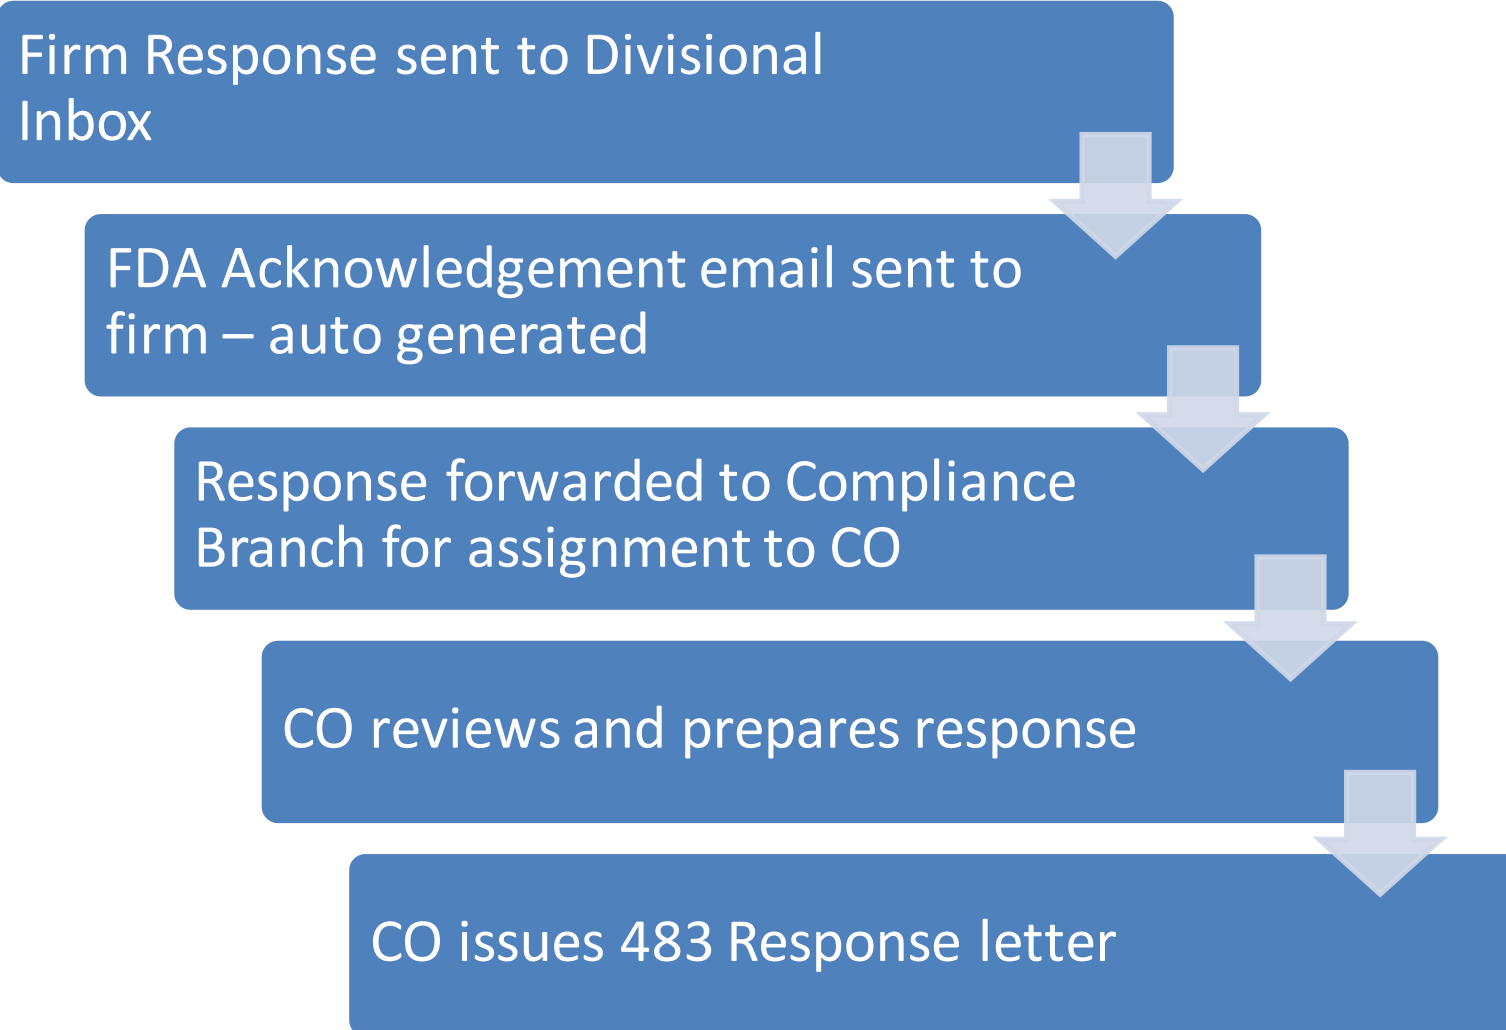 Firm Response sent to Divisional
Inbox
FDA Acknowledgement email sent to
firm – auto generated
Response forwarded to Compliance
Branch for assignment to CO
CO reviews and prepares response
CO issues 483 Response letter